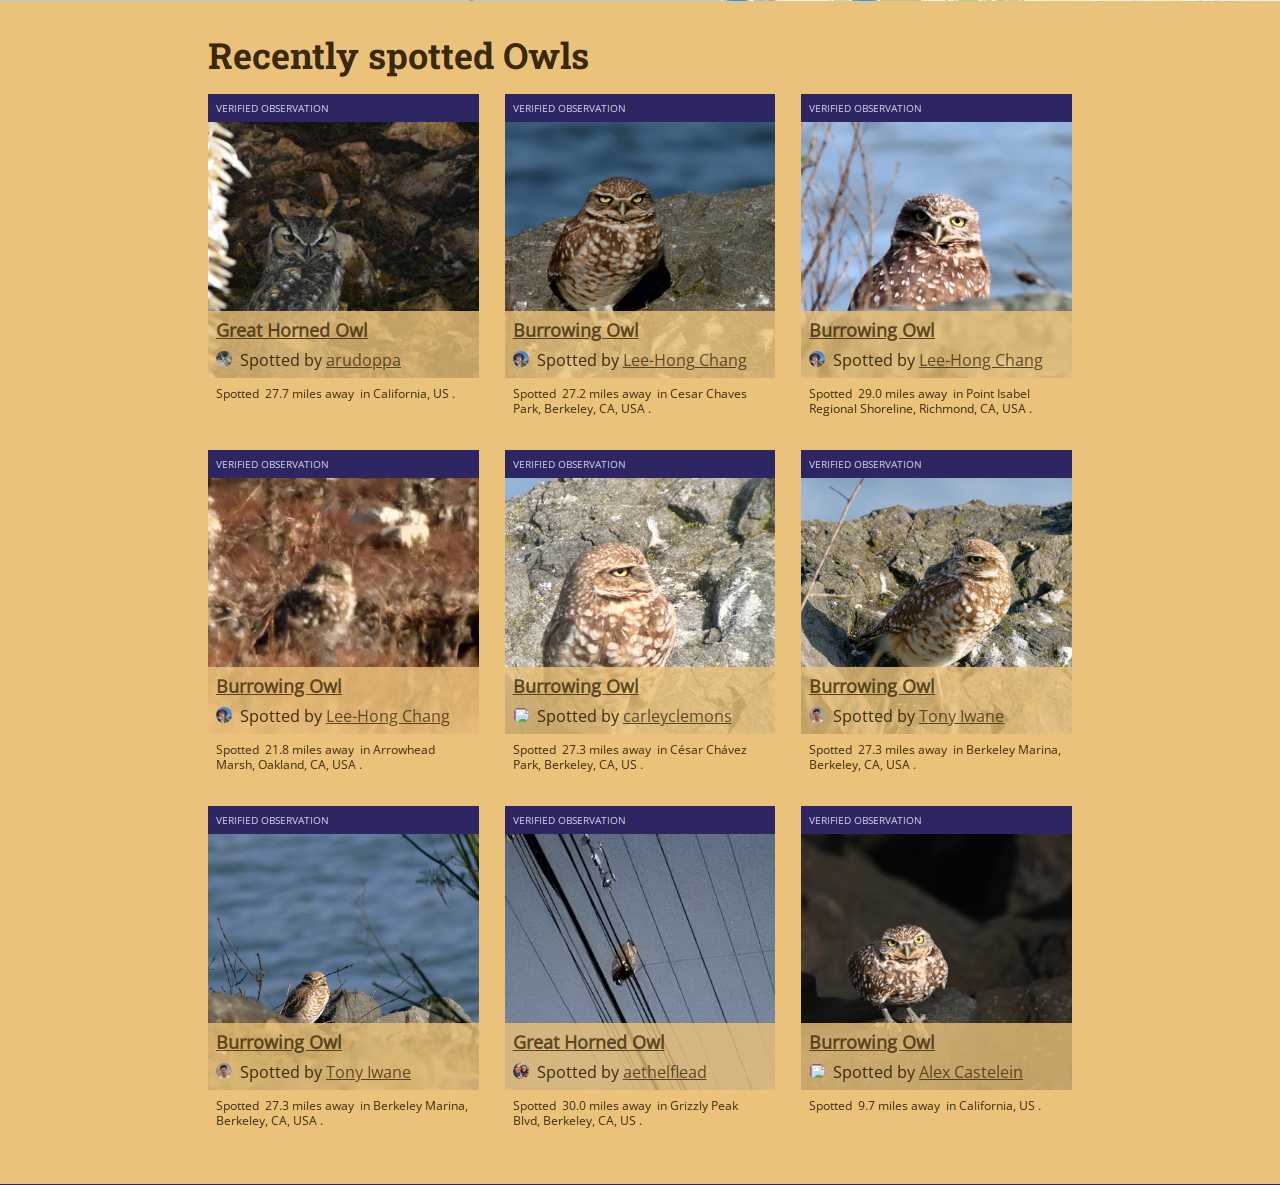 Recently spotted Owls
VERIFIED OBSERVATION
Great Horned Owl
Spotted by arudoppa
Spotted 27.7 miles away in California, US .
VERIFIED OBSERVATION
Burrowing Owl
Spotted by Lee-Hong Chang
Spotted 27.2 miles away in Cesar Chaves
Park, Berkeley, CA, USA .
VERIFIED OBSERVATION
Burrowing Owl
Spotted by Lee-Hong Chang
Spotted 29.0 miles away in Point Isabel
Regional Shoreline, Richmond, CA, USA .
VERIFIED OBSERVATION
Burrowing Owl
Spotted by Lee-Hong Chang
Spotted 21.8 miles away in Arrowhead
Marsh, Oakland, CA, USA .
VERIFIED OBSERVATION
Burrowing Owl
Spotted by carleyclemons
Spotted 27.3 miles away in César Chávez
Park, Berkeley, CA, US .
VERIFIED OBSERVATION
Burrowing Owl
Spotted by Tony Iwane
Spotted 27.3 miles away in Berkeley Marina,
Berkeley, CA, USA .
VERIFIED OBSERVATION
Burrowing Owl
Spotted by Tony Iwane
Spotted 27.3 miles away in Berkeley Marina,
Berkeley, CA, USA .
VERIFIED OBSERVATION
Great Horned Owl
Spotted by aethelflead
Spotted 30.0 miles away in Grizzly Peak
Blvd, Berkeley, CA, US .
VERIFIED OBSERVATION
Burrowing Owl
Spotted by Alex Castelein
Spotted 9.7 miles away in California, US .